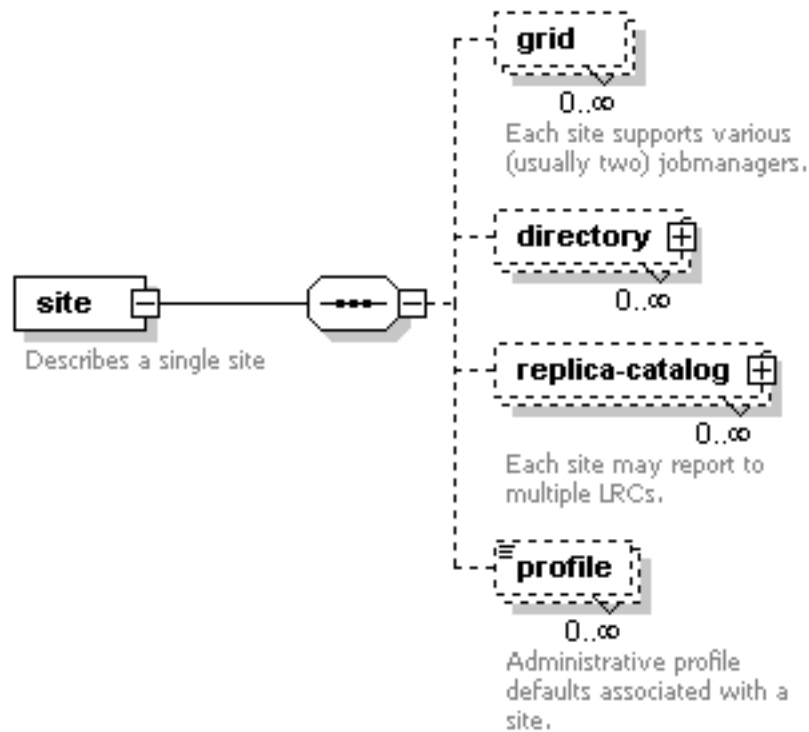 grid
0..∞
Each site supports various
(usually two) jobmanagers.
directory
0..∞
site
Describes a single site
replica-catalog
0..∞
Each site may report to
multiple LRCs.
profile
0..∞
Administrative profile
defaults associated with a
site.